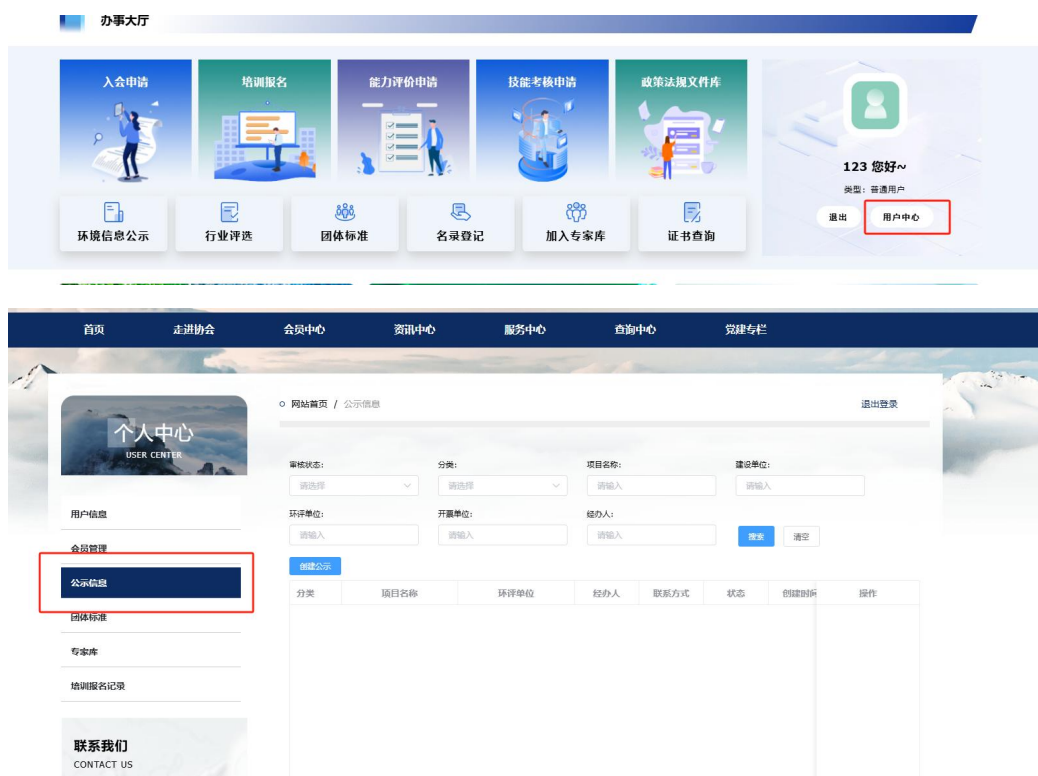 办事大厅
入会申请
培训报名
能力评价申请
技能考核申请
政策法规文件库
123 您好~
类型：普通用户
退出
用户中心
环境信息公示
行业评选
团体标准
名录登记
加入专家库
证书查询
首页
走进协会
会员中心
资讯中心
服务中心
查询中心
党建专栏
个人中心
USER CENTER
网站首页 / 公示信息
退出登录
审核状态：
分类：
项目名称：
建设单位：
请选择
请选择
请输入
请输入
环评单位：
开票单位：
经办人：
请输入
请输入
请输入
搜索
清空
创建公示
分类
项目名称
环评单位
经办人
联系方式
状态
创建时间
操作
用户信息
会员管理
公示信息
团体标准
专家库
培训报名记录
联系我们
CONTACT US